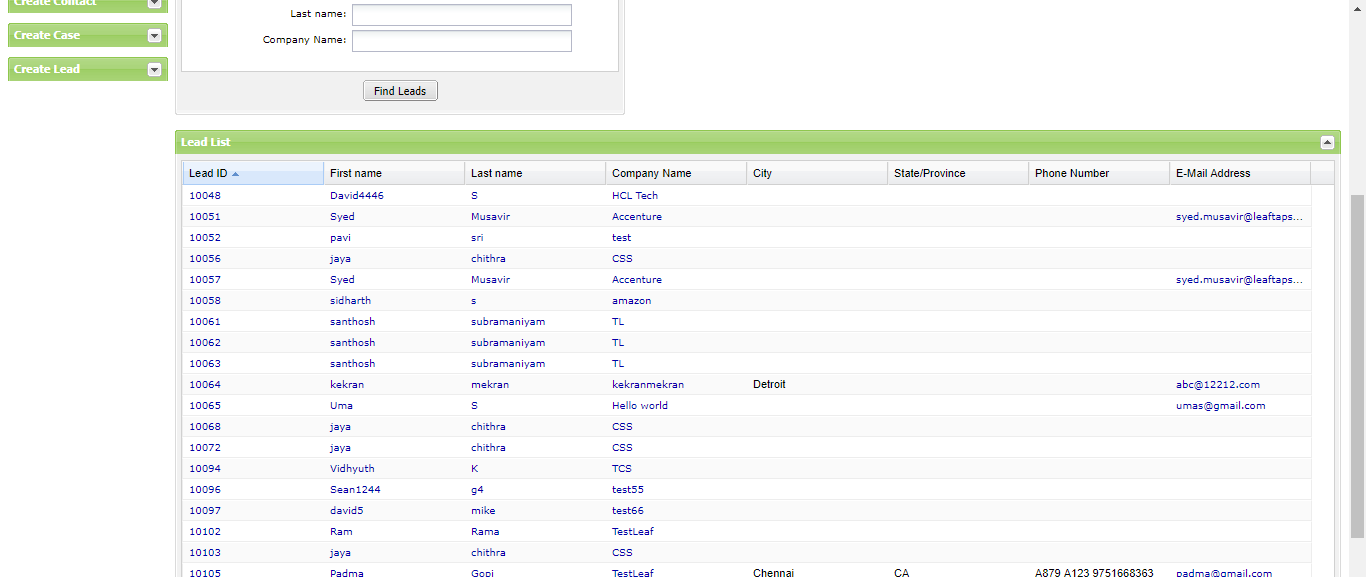 Create Contact
Last name:
Company Name:
Create Case
Create Lead
Find Leads
Lead List
Lead ID First name Last name Company Name City State/Province Phone Number E-Mail Address
10048 David4446 S HCL Tech
10051 Syed Musavir Accenture syed.musavir@leaftaps...
10052 pavi sri test
10056 jaya chithra CSS
10057 Syed Musavir Accenture syed.musavir@leaftaps...
10058 sidharth s amazon
10061 santhosh subramaniyam TL
10062 santhosh subramaniyam TL
10063 santhosh subramaniyam TL
10064 kekran mekran kekranmekran Detroit abc@12212.com
10065 Uma S Hello world umas@gmail.com
10068 jaya chithra CSS
10072 jaya chithra CSS
10094 Vidhyuth K TCS
10096 Sean1244 g4 test55
10097 david5 mike test66
10102 Ram Rama TestLeaf
10103 jaya chithra CSS
10105 Padma Gopi TestLeaf Chennai CA A879 A123 9751668363 padma@gmail.com